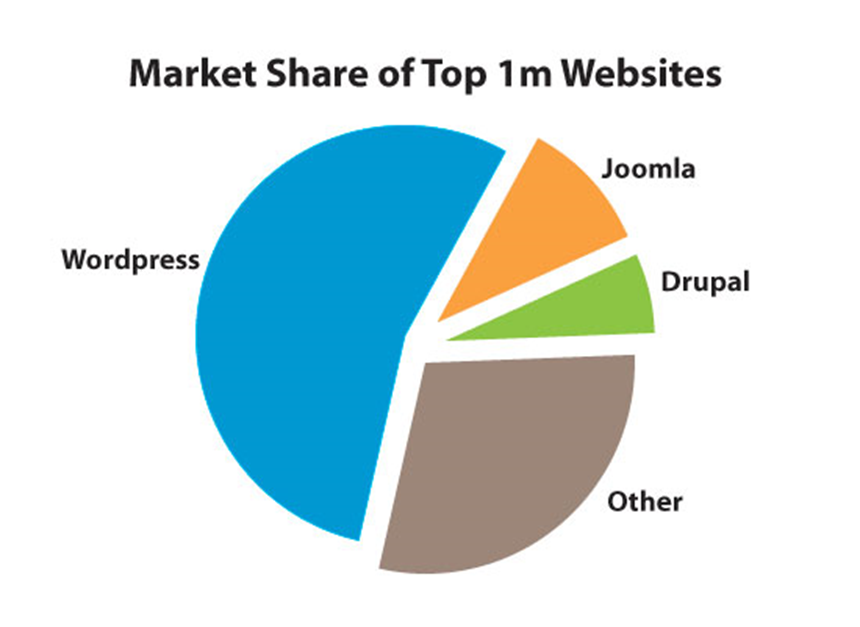 Market Share of Top 1m Websites
Joomla
Wordpress
Drupal
Other